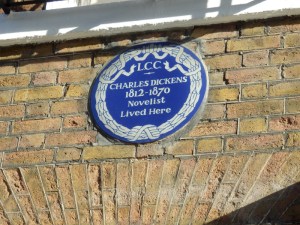 LCC
CHARLES DICKENS
1812-1870
Novelist
Lived Here